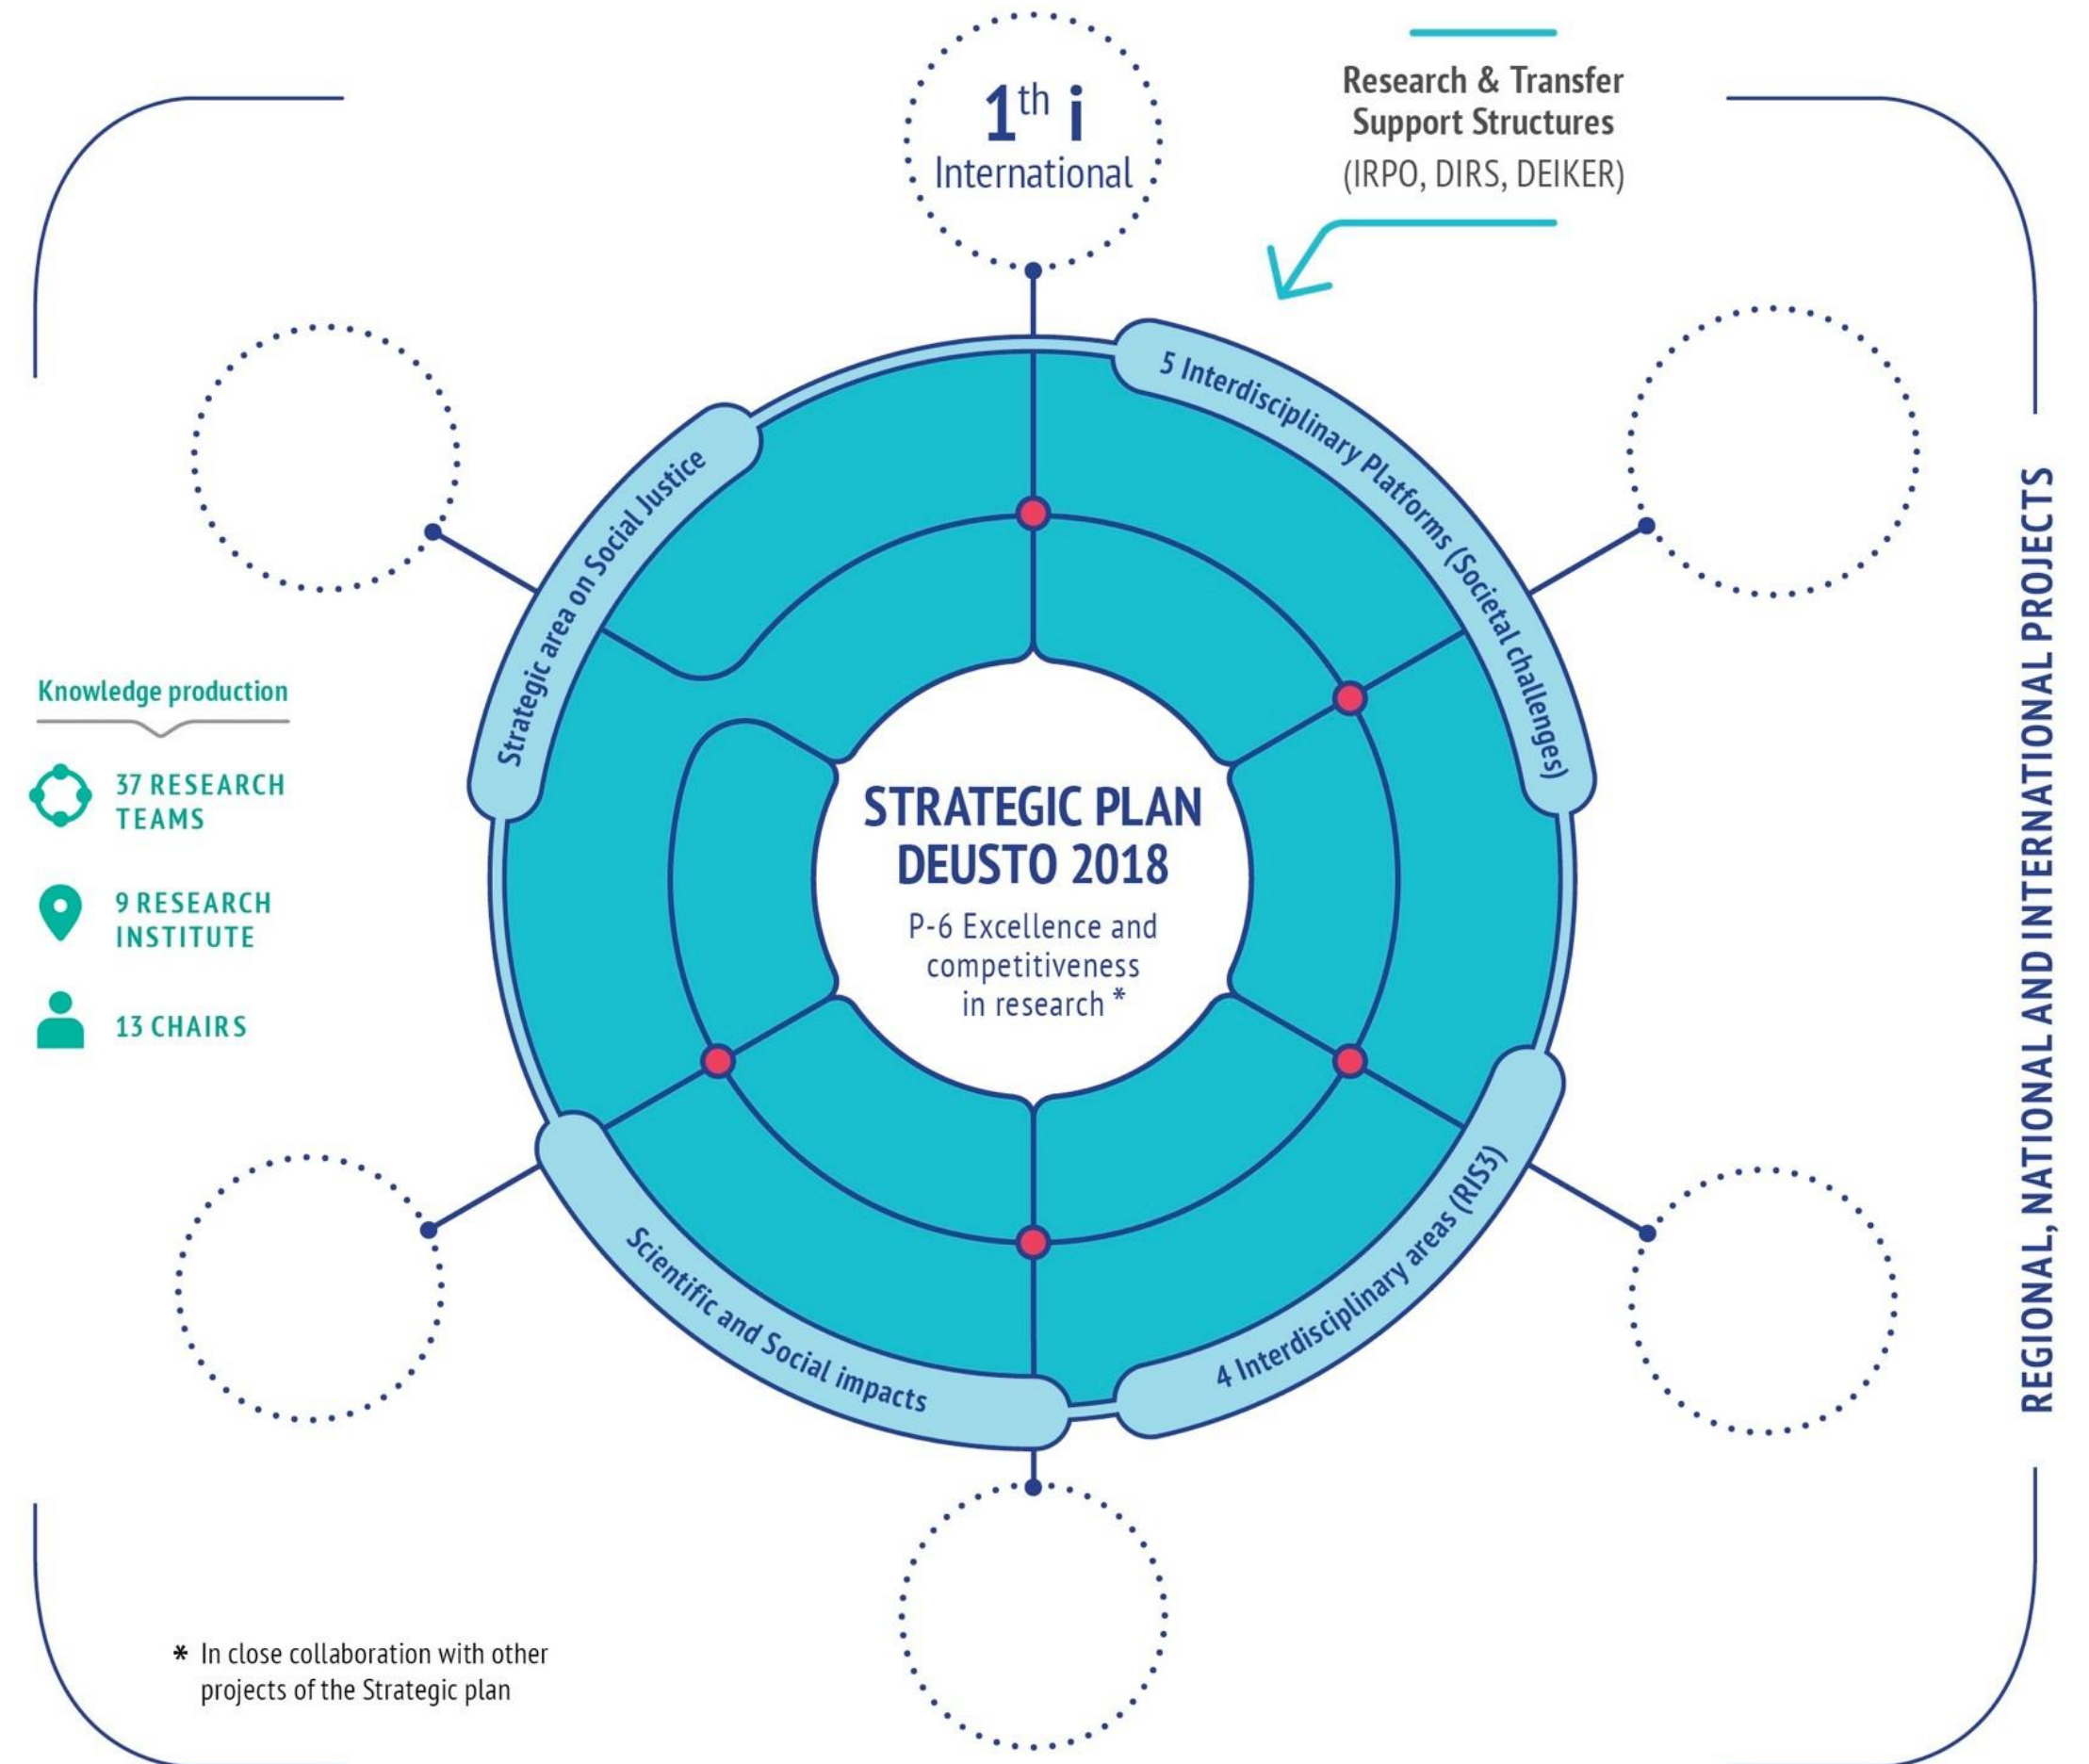 1th i
International
Research & Transfer
Support Structures
(IRPO, DIRS, DEIKER)
5 Interdisciplinary Platforms (Societal challenges)
Strategic area on Social Justice
Knowledge production
37 RESEARCH
TEAMS
9 RESEARCH
INSTITUTE
13 CHAIRS
STRATEGIC PLAN
DEUSTO 2018
P-6 Excellence and
competitiveness
in research *
REGIONAL, NATIONAL AND INTERNATIONAL PROJECTS
4 Interdisciplinary areas (RIS3)
Scientific and Social impacts
* In close collaboration with other
projects of the Strategic plan